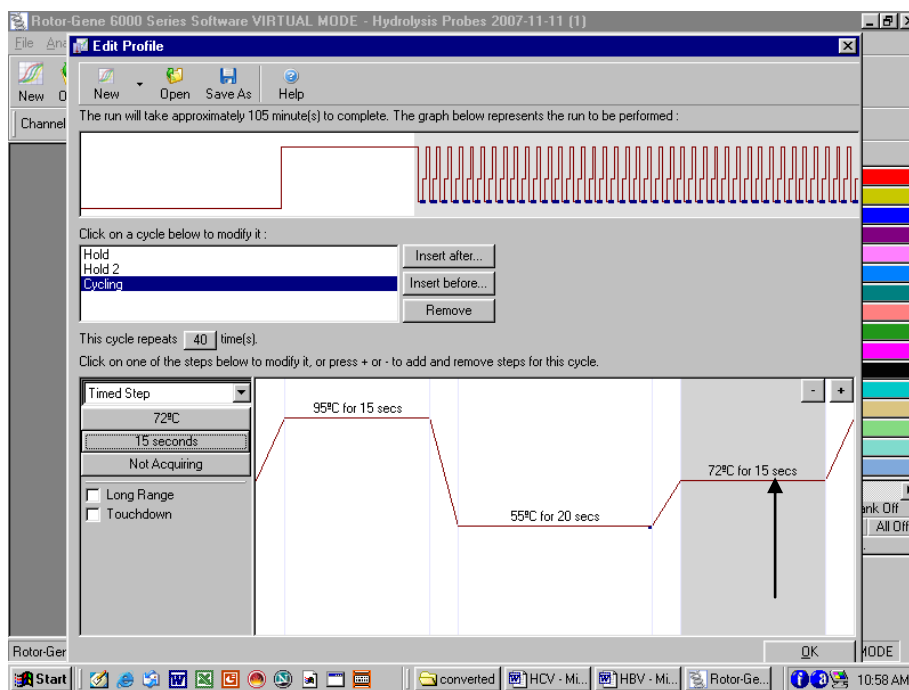 Rotor-Gene 6000 Series Software VIRTUAL MODE - Hydrolysis Probes 2007-11-11 (1)
File Ana
Edit Profile
New
New
Open
Save As
Help
Channel
The run will take approximately 105 minute(s) to complete. The graph below represents the run to be performed :
Click on a cycle below to modify it :
Hold
Hold 2
Cycling
Insert after...
Insert before...
Remove
This cycle repeats 40 time(s).
Click on one of the steps below to modify it, or press + or - to add and remove steps for this cycle.
Timed Step
- +
72ºC
15 seconds
Not Acquiring
Long Range
Touchdown
95ºC for 15 secs
55ºC for 20 secs
72ºC for 15 secs
ank Off
All Off
OK
Rotor-Ger
MODE
Start
converted
HCV - Mi...
HBV - Mi...
Rotor-Ge...
10:58 AM